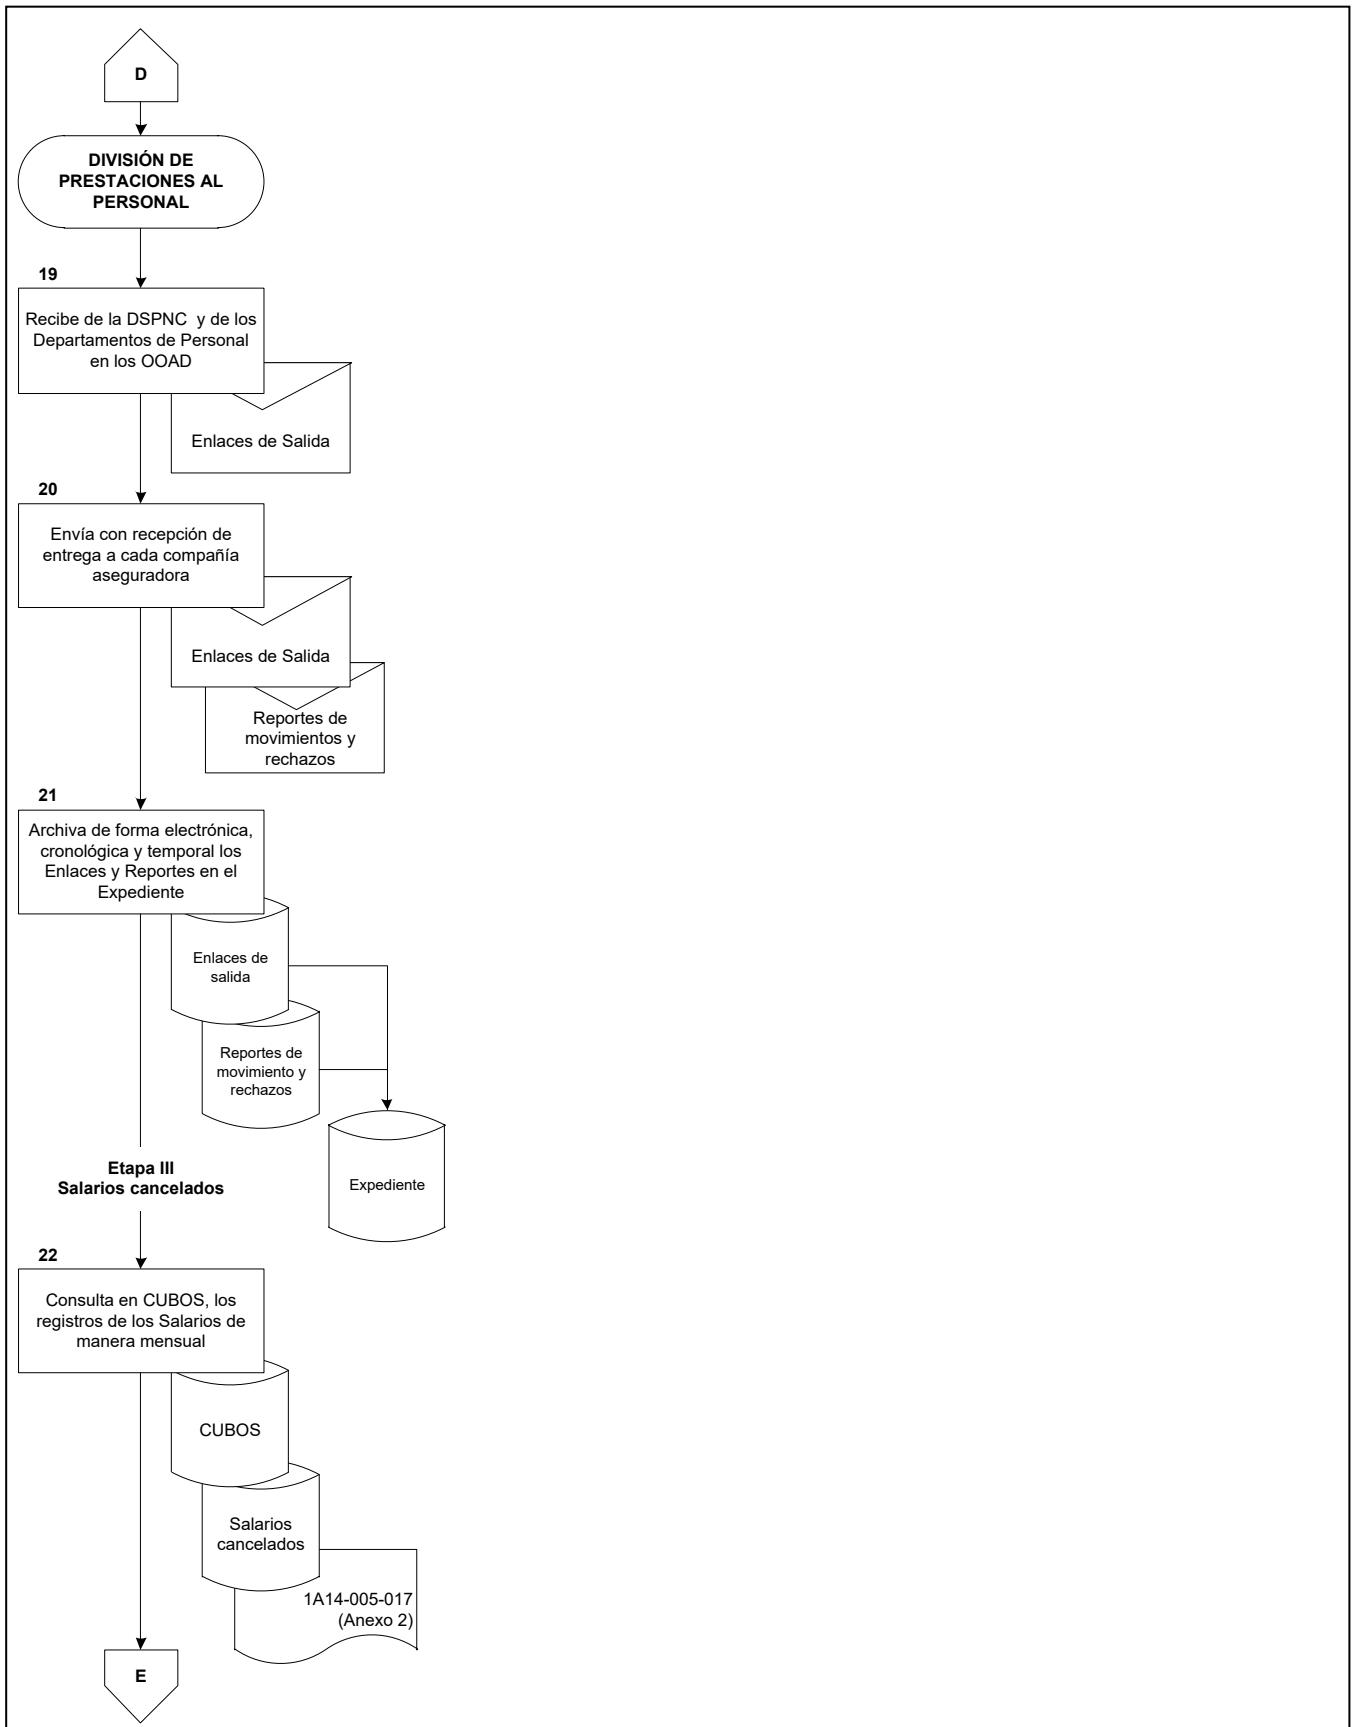 D
DIVISIÓN DE
PRESTACIONES AL
PERSONAL
19
Recibe de la DSPNC  y de los
Departamentos de Personal
en los OOAD
Enlaces de Salida
20
Envía con recepción de
entrega a cada compañía
aseguradora
Enlaces de Salida
Reportes de
movimientos y
rechazos
21
Archiva de forma electrónica,
cronológica y temporal los
Enlaces y Reportes en el
Expediente
Enlaces de
salida
Reportes de
movimiento y
rechazos
Expediente
Etapa III
Salarios cancelados
22
Consulta en CUBOS, los
registros de los Salarios de
manera mensual
CUBOS
Salarios
cancelados
1A14-005-017
(Anexo 2)
E